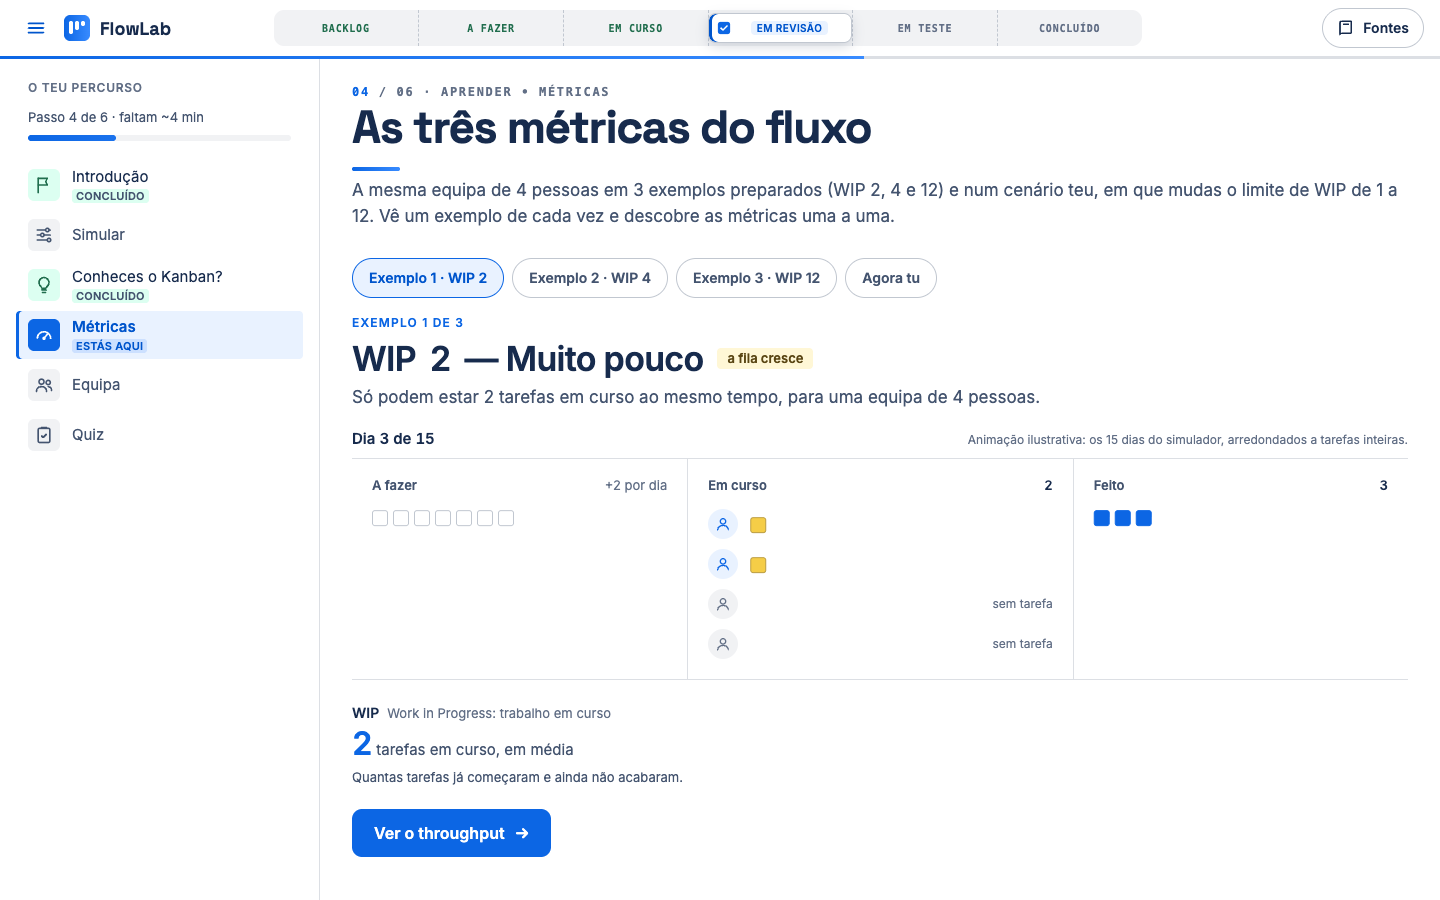 FlowLab
BACKLOG
A FAZER
EM CURSO
EM REVISÃO
EM TESTE
CONCLUÍDO
Fontes
O TEU PERCURSO
Passo 4 de 6 · faltam ~4 min
Introdução
CONCLUÍDO
Simular
Conheces o Kanban?
CONCLUÍDO
Métricas
ESTÁS AQUI
Equipa
Quiz
04 / 06 · APRENDER • MÉTRICAS
As três métricas do fluxo
A mesma equipa de 4 pessoas em 3 exemplos preparados (WIP 2, 4 e 12) e num cenário teu, em que mudas o limite de WIP de 1 a
12. Vê um exemplo de cada vez e descobre as métricas uma a uma.
Exemplo 1 · WIP 2
Exemplo 2 · WIP 4
Exemplo 3 · WIP 12
Agora tu
EXEMPLO 1 DE 3
WIP 2 — Muito pouco a fila cresce
Só podem estar 2 tarefas em curso ao mesmo tempo, para uma equipa de 4 pessoas.
Dia 3 de 15
Animação ilustrativa: os 15 dias do simulador, arredondados a tarefas inteiras.
A fazer +2 por dia
Em curso 2
sem tarefa
sem tarefa
Feito 3
WIP Work in Progress: trabalho em curso
2 tarefas em curso, em média
Quantas tarefas já começaram e ainda não acabaram.
Ver o throughput →